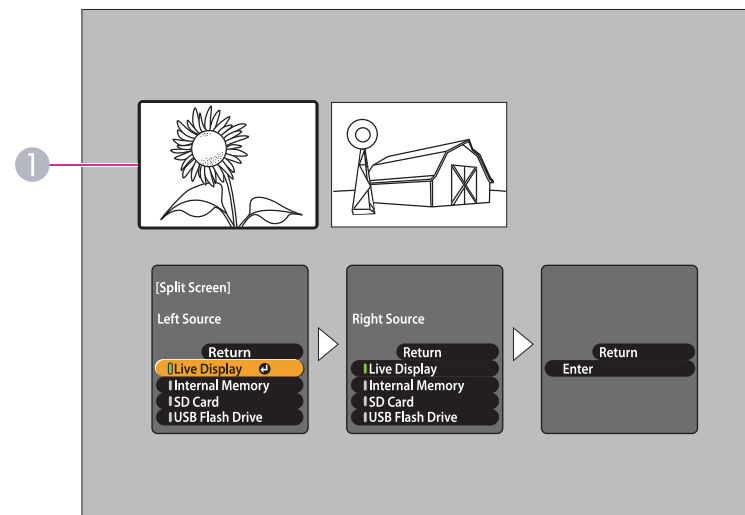 1
[Split Screen]
Left Source
Return
Live Display
Internal Memory
SD Card
USB Flash Drive
Right Source
Return
Live Display
Internal Memory
SD Card
USB Flash Drive
Return
Enter